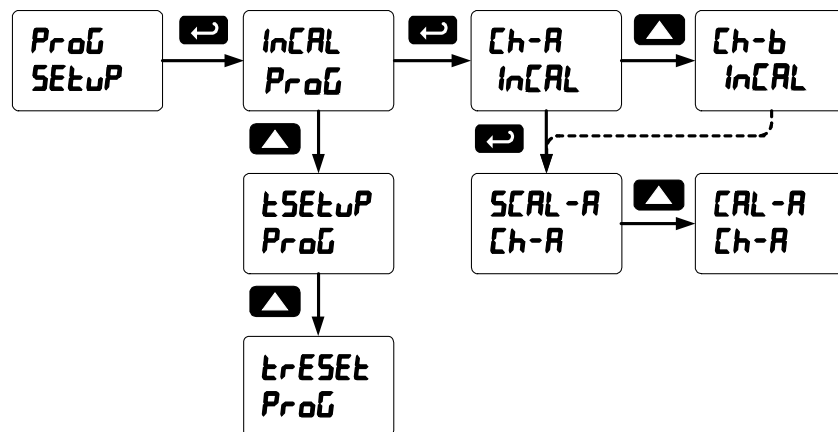 ProG
SEtuP
InCAL
ProG
Ch-A
InCAL
Ch-b
InCAL
tSEtuP
ProG
SCAL-A
Ch-A
CAL-A
Ch-A
trESEt
ProG